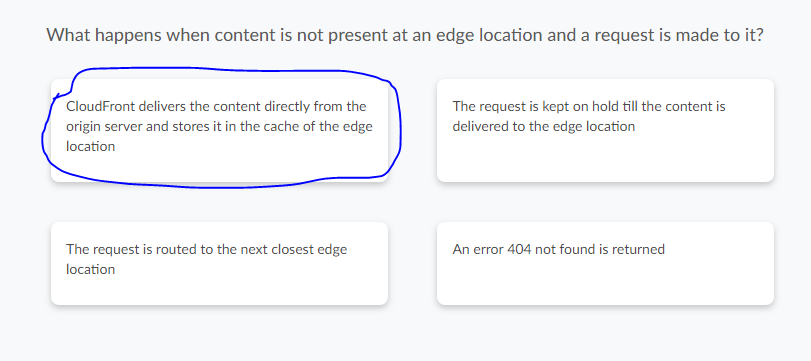 What happens when content is not present at an edge location and a request is made to it?
CloudFront delivers the content directly from the
origin server and stores it in the cache of the edge
location
The request is kept on hold till the content is
delivered to the edge location
The request is routed to the next closest edge
location
An error 404 not found is returned